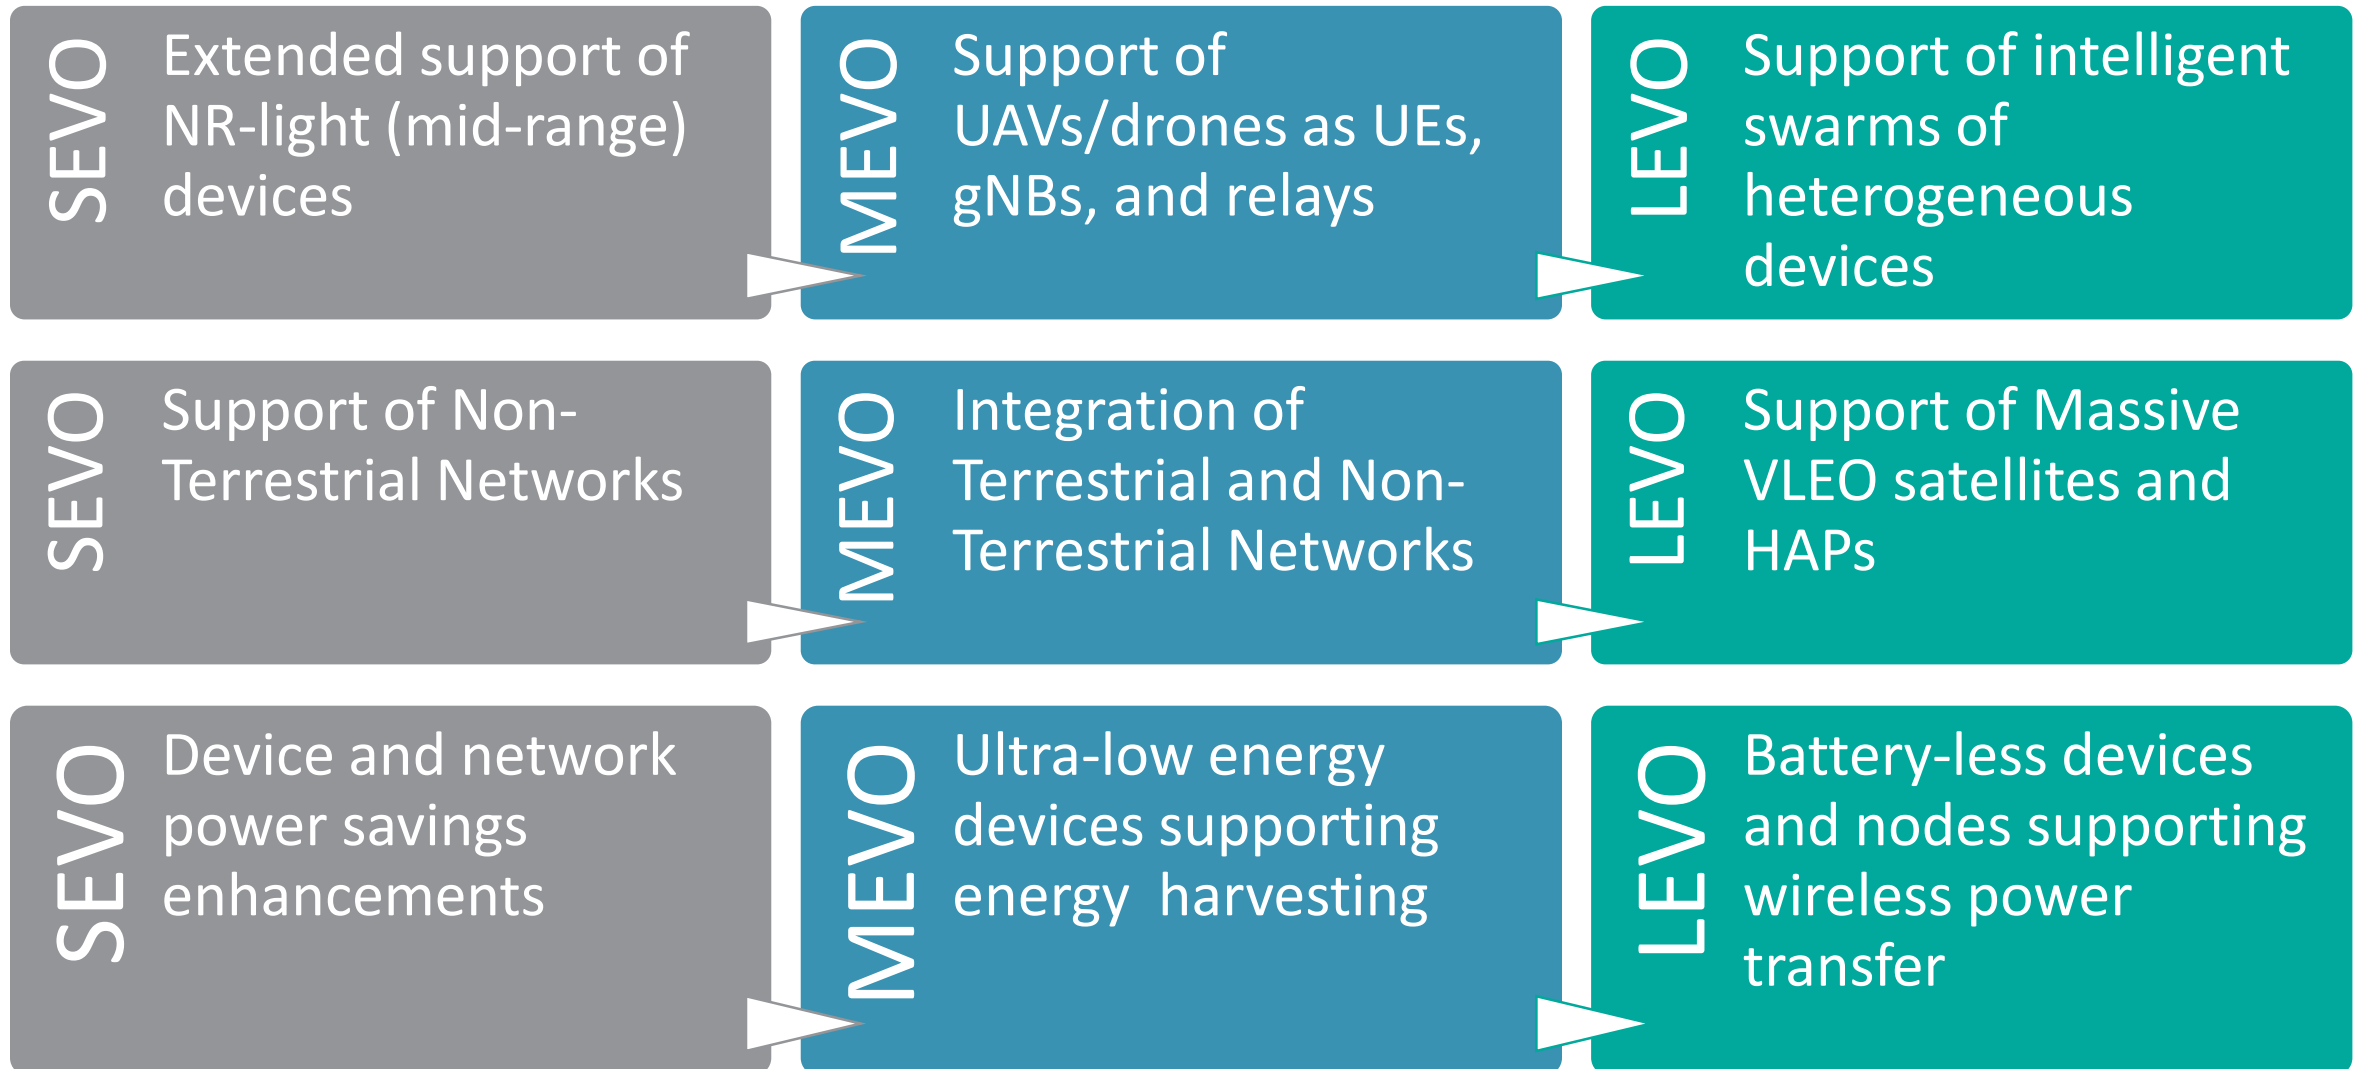 SEVO
Extended support of
NR-light (mid-range)
devices
MEVO
Support of
UAVs/drones as UEs,
gNBs, and relays
LEVO
Support of intelligent
swarms of
heterogeneous
devices
SEVO
Support of Non-
Terrestrial Networks
MEVO
Integration of
Terrestrial and Non-
Terrestrial Networks
LEVO
Support of Massive
VLEO satellites and
HAPs
SEVO
Device and network
power savings
enhancements
MEVO
Ultra-low energy
devices supporting
energy  harvesting
LEVO
Battery-less devices
and nodes supporting
wireless power
transfer